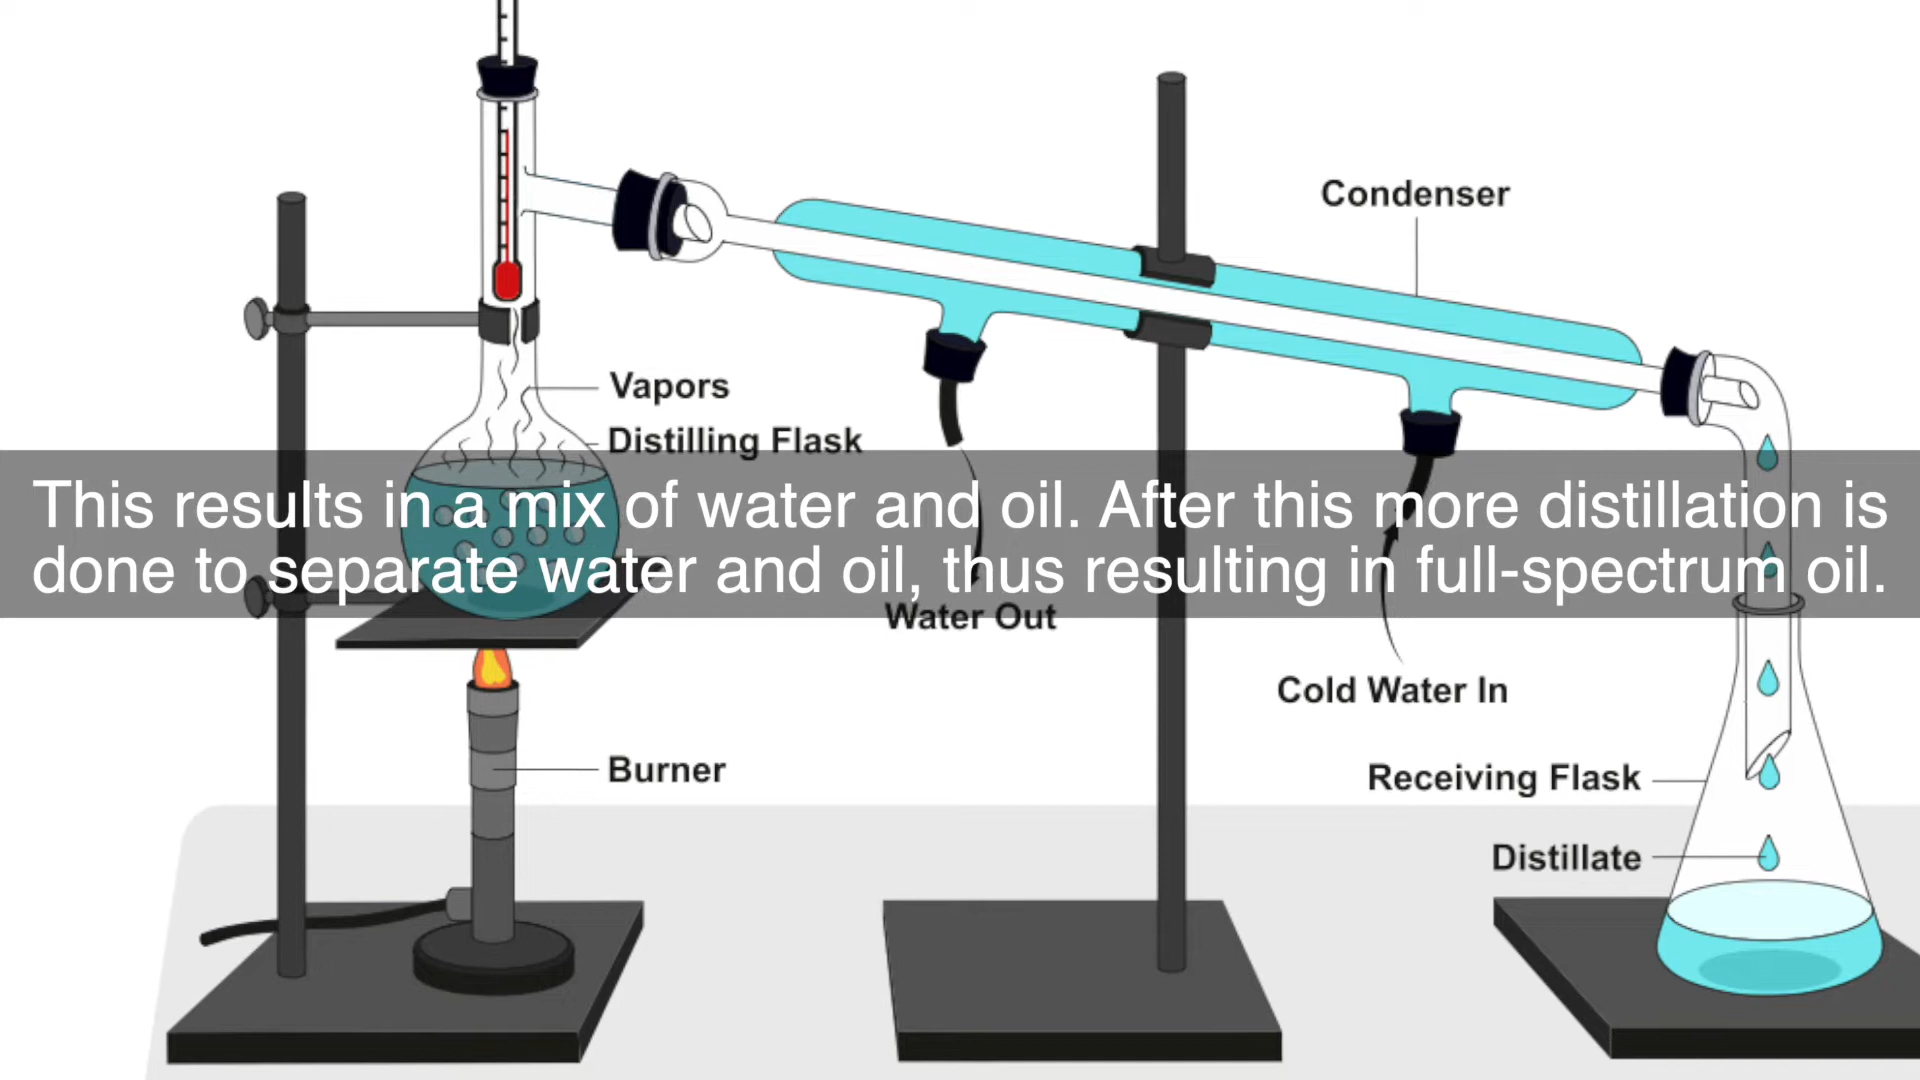 Condenser
Vapors
Distilling Flask
This results in a mix of water and oil. After this more distillation is
done to separate water and oil, thus resulting in full-spectrum oil.
Water Out
Cold Water In
Burner
Receiving Flask
Distillate